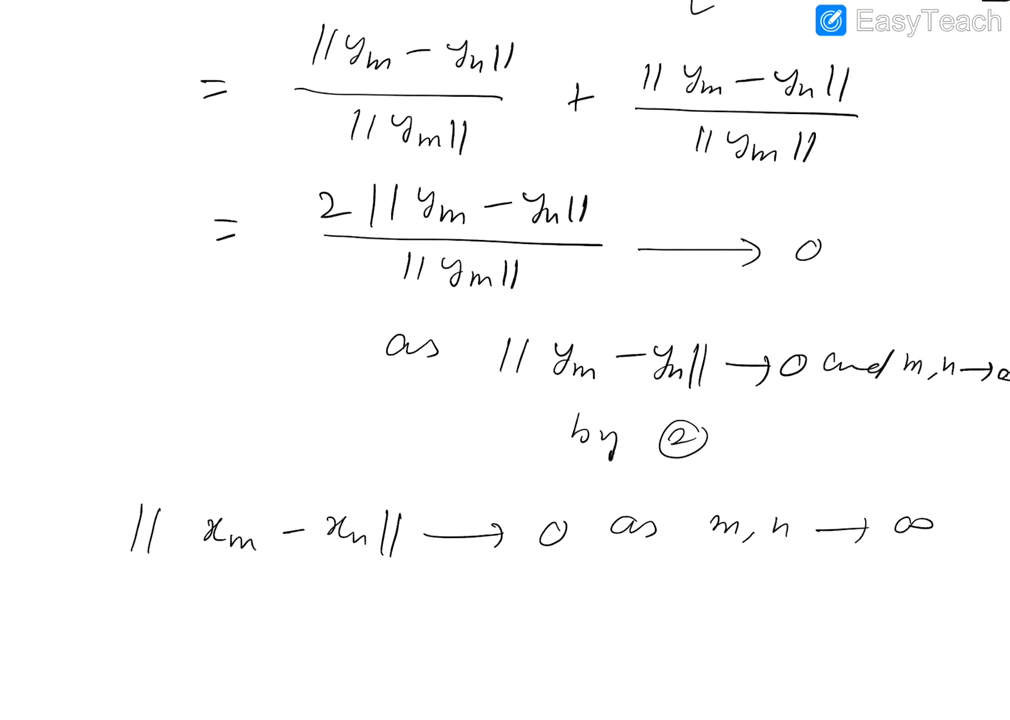 EasyTeach
= ||y_m - y_n|| / ||y_m|| + ||y_m - y_n|| / ||y_m||
= 2 ||y_m - y_n|| / ||y_m|| ⟶ 0
as || y_m - y_n|| → 0 and m, n →
by ②
|| x_m - x_n|| ⟶ 0 as m, n → ∞